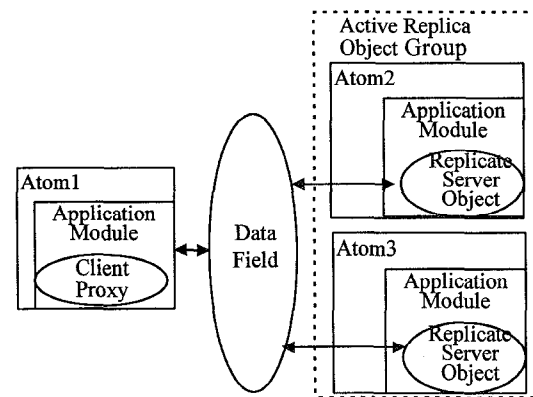 Active Replica
Object Group
Atom2
Application
Module
Replicate
Server
Object
Atom1
Application
Module
Client
Proxy
Data
Field
Atom3
Application
Module
Replicate
Server
Object